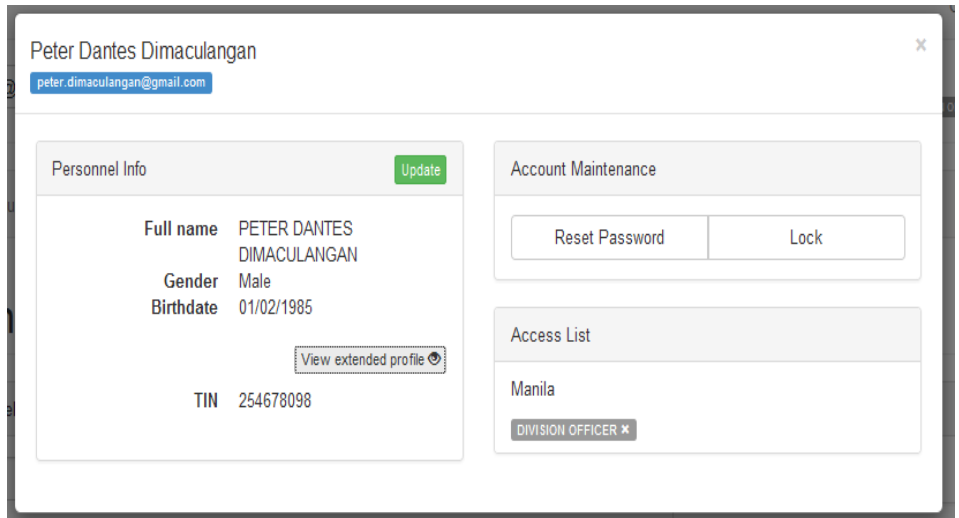 Peter Dantes Dimaculangan
×
peter.dimaculangan@gmail.com
Personnel Info
Update
Full name PETER DANTES
DIMACULANGAN
Gender Male
Birthdate 01/02/1985
View extended profile
TIN 254678098
Account Maintenance
Reset Password
Lock
Access List
Manila
DIVISION OFFICER ×